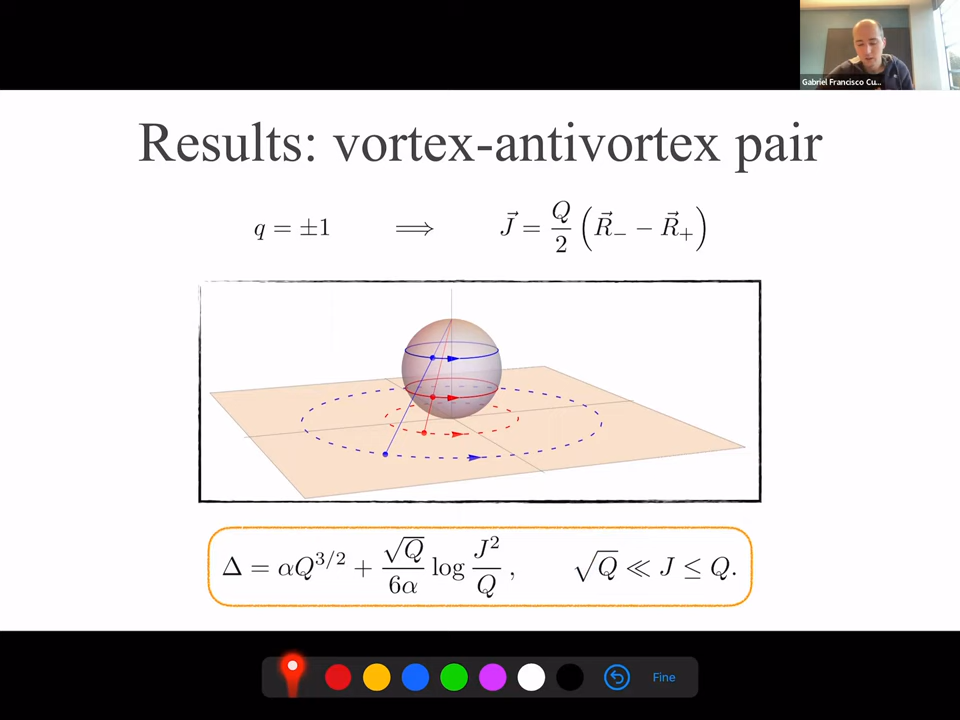 Gabriel Francisco Cu...
Results: vortex-antivortex pair
q = ±1 ⟹ J⃗ = Q/2 (R⃗₋ − R⃗₊)
Δ = αQ^{3/2} + √Q/6α log J²/Q , √Q ≪ J ≤ Q.
Fine